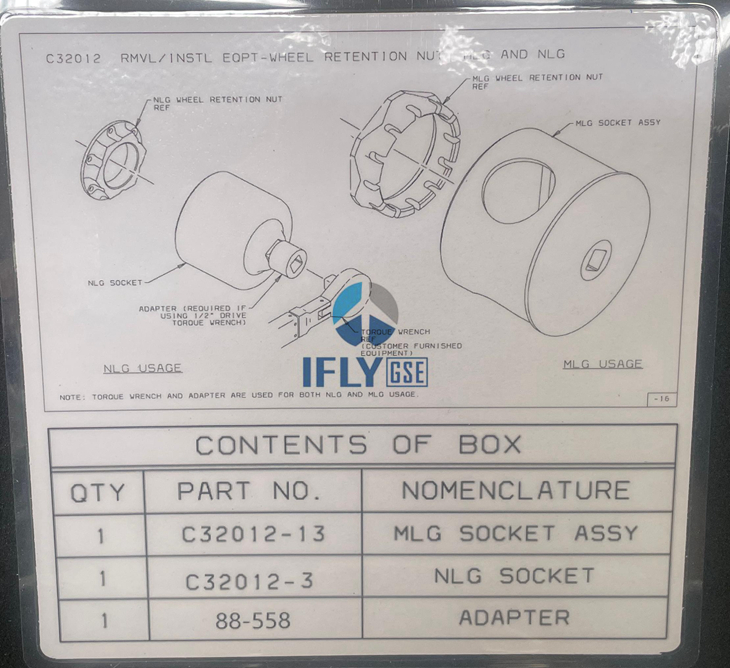 C32012 RMVL/INSTL EQPT-WHEEL RETENTION NUT, MLG AND NLG
MLG WHEEL RETENTION NUT
REF
NLG WHEEL RETENTION NUT
REF
MLG SOCKET ASSY
NLG SOCKET
ADAPTER (REQUIRED IF
USING 1/2" DRIVE
TORQUE WRENCH)
TORQUE WRENCH
REF
(CUSTOMER FURNISHED
EQUIPMENT)
NLG USAGE
MLG USAGE
IFLY GSE
NOTE: TORQUE WRENCH AND ADAPTER ARE USED FOR BOTH NLG AND MLG USAGE.
-16
CONTENTS OF BOX
QTY PART NO. NOMENCLATURE
1 C32012-13 MLG SOCKET ASSY
1 C32012-3 NLG SOCKET
1 88-558 ADAPTER